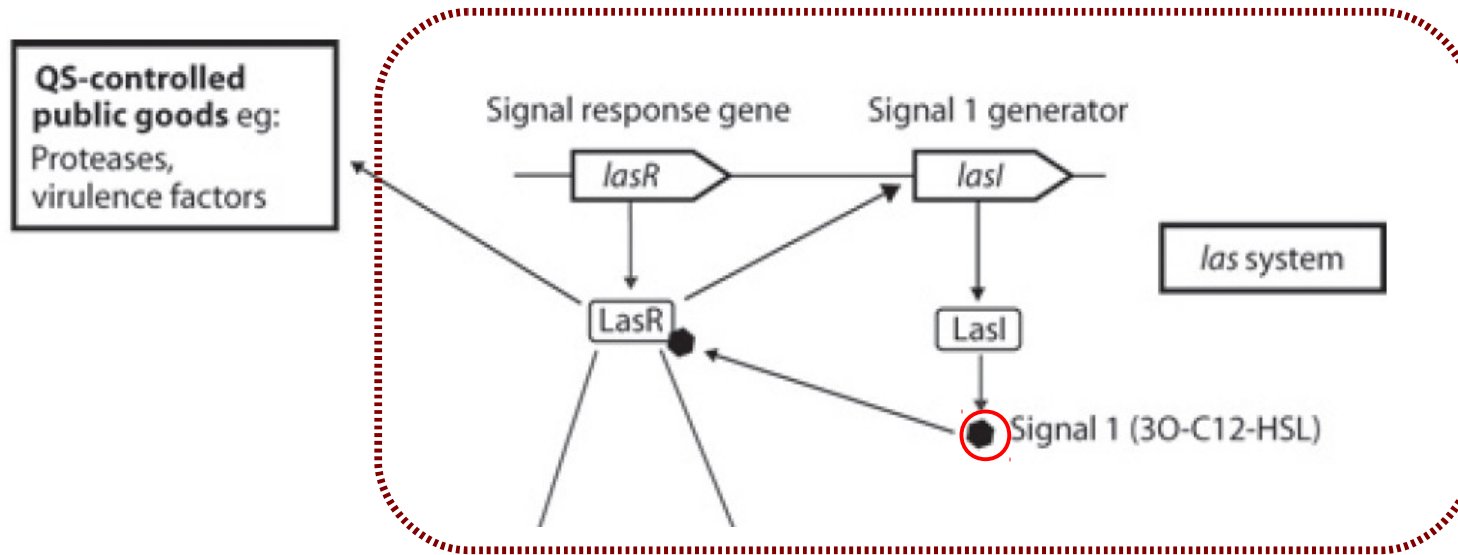 QS-controlled
public goods eg:
Proteases,
virulence factors
Signal response gene
Signal 1 generator
lasR
lasI
las system
LasR
LasI
Signal 1 (3O-C12-HSL)